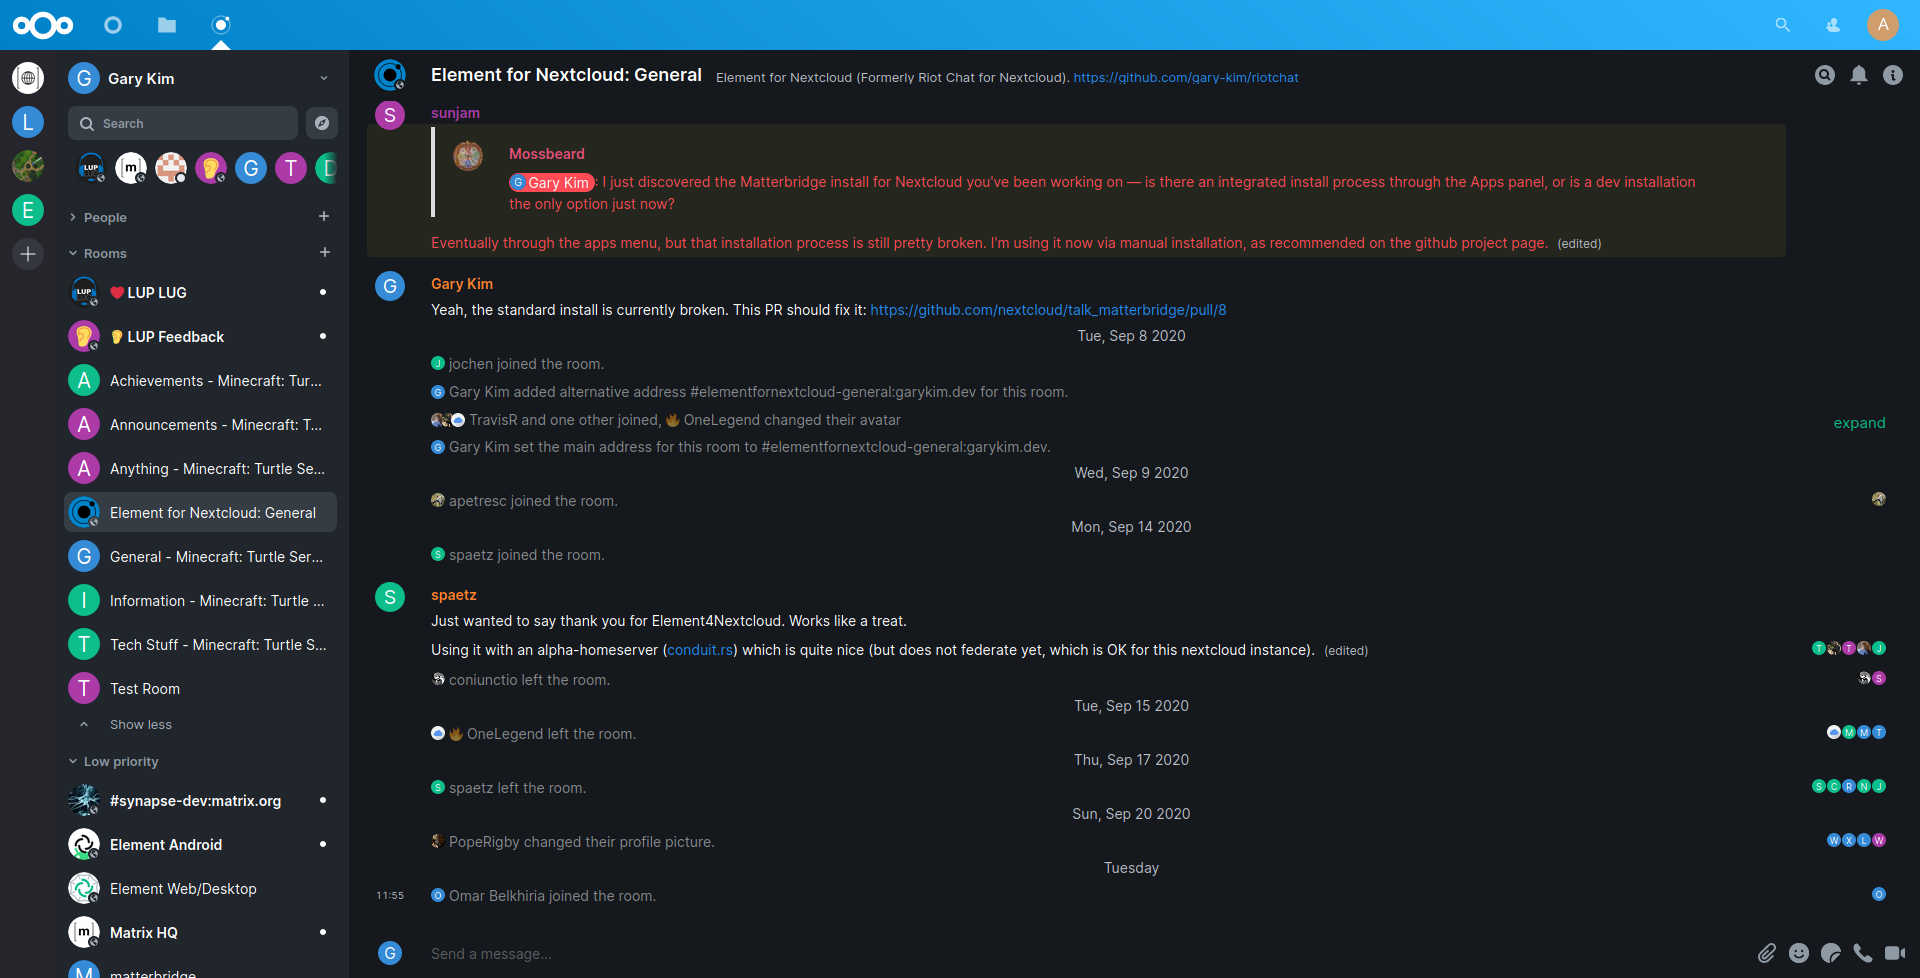 A
G Gary Kim
Element for Nextcloud: General Element for Nextcloud (Formerly Riot Chat for Nextcloud). https://github.com/gary-kim/riotchat
L
E
Search
LUP
[m]
G
T
D
People
Rooms
LUP
LUP LUG
LUP Feedback
A Achievements - Minecraft: Tur...
A Announcements - Minecraft: T...
A Anything - Minecraft: Turtle Se...
Element for Nextcloud: General
G General - Minecraft: Turtle Ser...
I Information - Minecraft: Turtle ...
T Tech Stuff - Minecraft: Turtle S...
T Test Room
Show less
Low priority
#synapse-dev:matrix.org
Element Android
Element Web/Desktop
[m] Matrix HQ
M matterbridge
S sunjam
Mossbeard
G Gary Kim: I just discovered the Matterbridge install for Nextcloud you've been working on — is there an integrated install process through the Apps panel, or is a dev installation
the only option just now?
Eventually through the apps menu, but that installation process is still pretty broken. I'm using it now via manual installation, as recommended on the github project page. (edited)
G Gary Kim
Yeah, the standard install is currently broken. This PR should fix it: https://github.com/nextcloud/talk_matterbridge/pull/8
Tue, Sep 8 2020
J jochen joined the room.
G Gary Kim added alternative address #elementfornextcloud-general:garykim.dev for this room.
TravisR and one other joined, OneLegend changed their avatar
expand
G Gary Kim set the main address for this room to #elementfornextcloud-general:garykim.dev.
Wed, Sep 9 2020
apetresc joined the room.
Mon, Sep 14 2020
S spaetz joined the room.
S spaetz
Just wanted to say thank you for Element4Nextcloud. Works like a treat.
Using it with an alpha-homeserver (conduit.rs) which is quite nice (but does not federate yet, which is OK for this nextcloud instance). (edited)
T T J
coniunctio left the room.
S
Tue, Sep 15 2020
OneLegend left the room.
M M T
Thu, Sep 17 2020
S spaetz left the room.
S C R N J
Sun, Sep 20 2020
PopeRigby changed their profile picture.
W X L W
Tuesday
11:55 O Omar Belkhiria joined the room.
O
G Send a message...